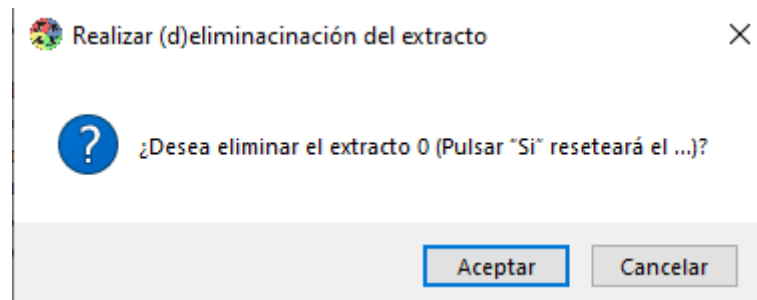 Realizar (d)eliminacinación del extracto
¿Desea eliminar el extracto 0 (Pulsar "Si" reseteará el ...)?
Aceptar
Cancelar